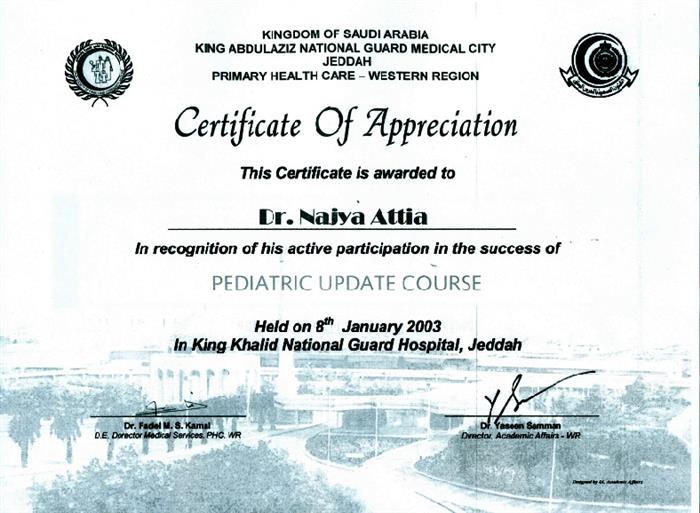 KINGDOM OF SAUDI ARABIA
KING ABDULAZIZ NATIONAL GUARD MEDICAL CITY
JEDDAH
PRIMARY HEALTH CARE – WESTERN REGION
Certificate Of Appreciation
This Certificate is awarded to
Dr. Najya Attia
In recognition of his active participation in the success of
PEDIATRIC UPDATE COURSE
Held on 8th January 2003
In King Khalid National Guard Hospital, Jeddah
Dr. Fadel M. S. Kamal
D.E. Dorector Medical Services, PHC, WR
Dr. Yaseen Samman
Director, Academic Affairs - WR